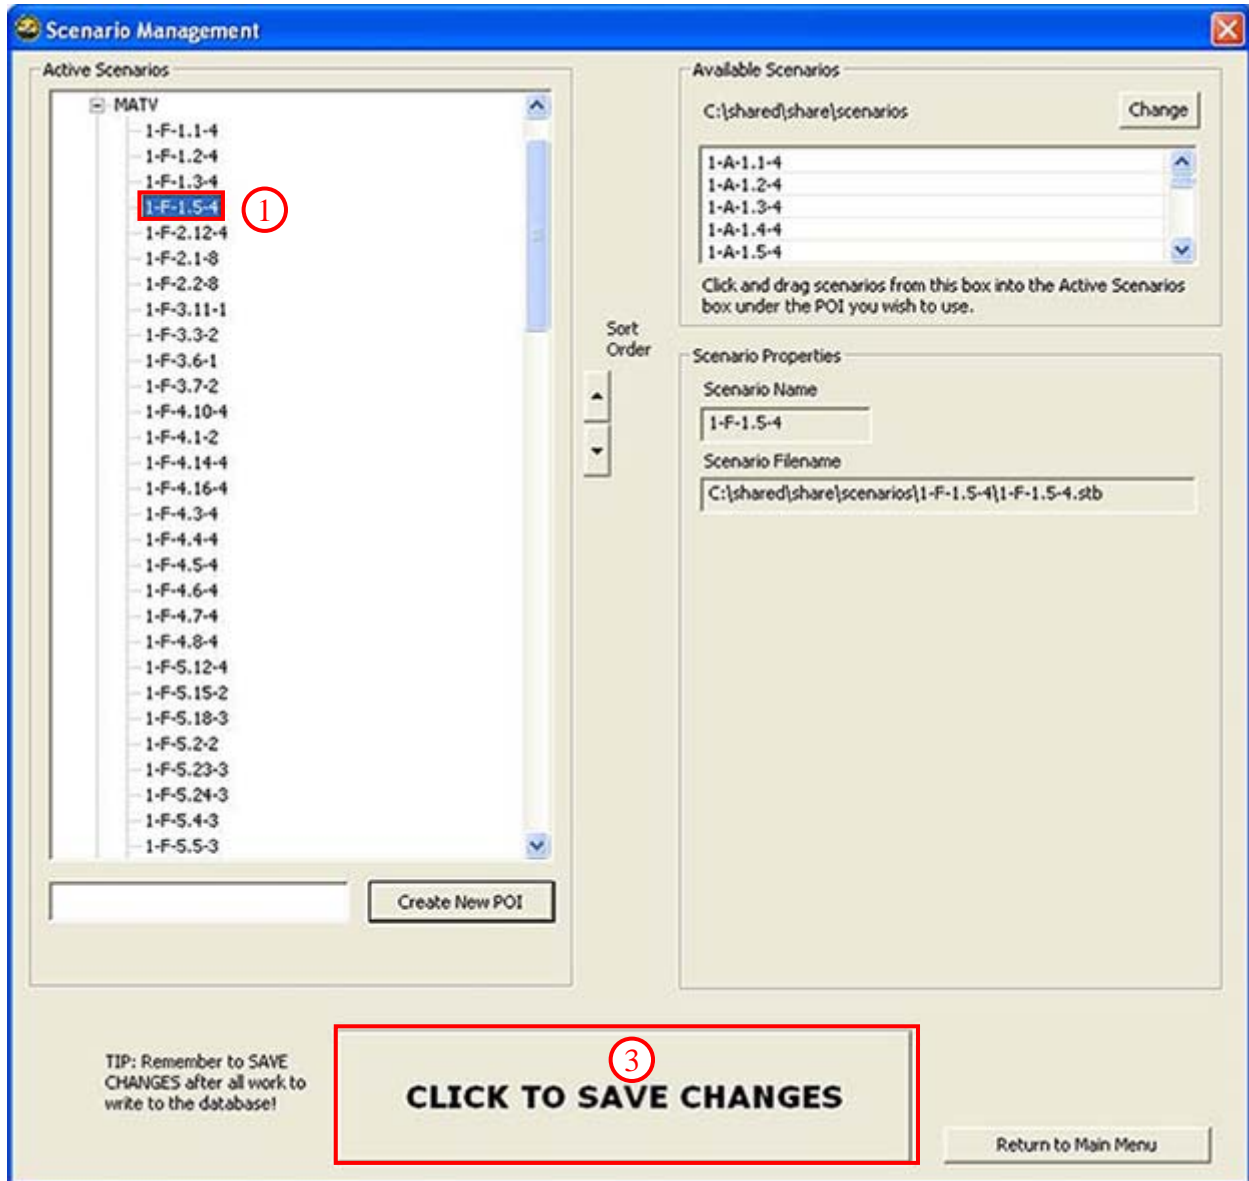 Scenario Management
Active Scenarios
MATV
1-F-1.1-4
1-F-1.2-4
1-F-1.3-4
1-F-1.5-4
1
1-F-2.12-4
1-F-2.1-8
1-F-2.2-8
1-F-3.11-1
1-F-3.3-2
1-F-3.6-1
1-F-3.7-2
1-F-4.10-4
1-F-4.1-2
1-F-4.14-4
1-F-4.16-4
1-F-4.3-4
1-F-4.4-4
1-F-4.5-4
1-F-4.6-4
1-F-4.7-4
1-F-4.8-4
1-F-5.12-4
1-F-5.15-2
1-F-5.18-3
1-F-5.2-2
1-F-5.23-3
1-F-5.24-3
1-F-5.4-3
1-F-5.5-3
Create New POI
Sort
Order
Available Scenarios
C:\shared\share\scenarios
Change
1-A-1.1-4
1-A-1.2-4
1-A-1.3-4
1-A-1.4-4
1-A-1.5-4
Click and drag scenarios from this box into the Active Scenarios
box under the POI you wish to use.
Scenario Properties
Scenario Name
1-F-1.5-4
Scenario Filename
C:\shared\share\scenarios\1-F-1.5-4\1-F-1.5-4.stb
TIP: Remember to SAVE
CHANGES after all work to
write to the database!
3
CLICK TO SAVE CHANGES
Return to Main Menu